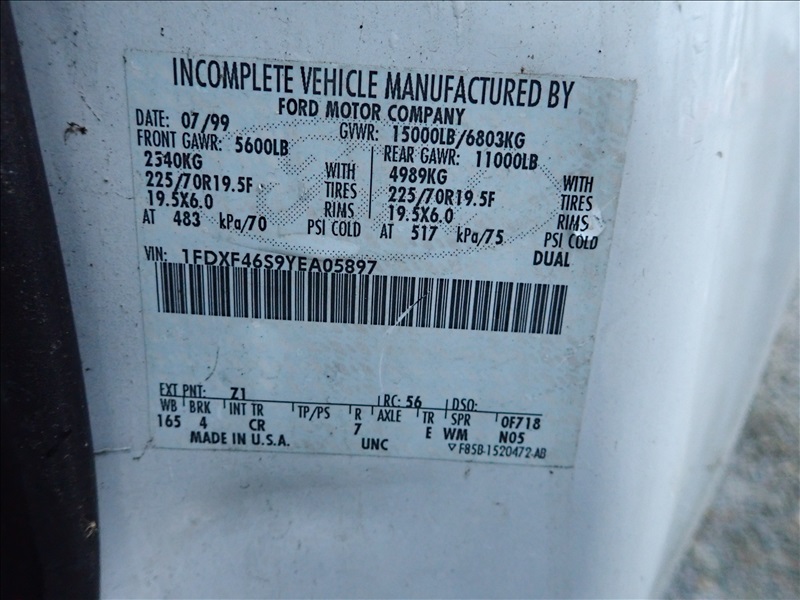 INCOMPLETE VEHICLE MANUFACTURED BY
FORD MOTOR COMPANY
DATE: 07/99 GVWR: 15000LB/6803KG
FRONT GAWR: 5600LB REAR GAWR: 11000LB
2540KG WITH 4989KG WITH
225/70R19.5F TIRES 225/70R19.5F TIRES
19.5X6.0 RIMS 19.5X6.0 RIMS
AT 483 kPa/70 PSI COLD AT 517 kPa/75 PSI COLD
DUAL
VIN: 1FDXF46S9YEA05897
EXT PNT: Z1 RC: 56 DSO:
WB BRK INT TR TP/PS R AXLE TR SPR 0F718
165 4 CR 7 E WM N05
MADE IN U.S.A. UNC F85B-1520472-AB